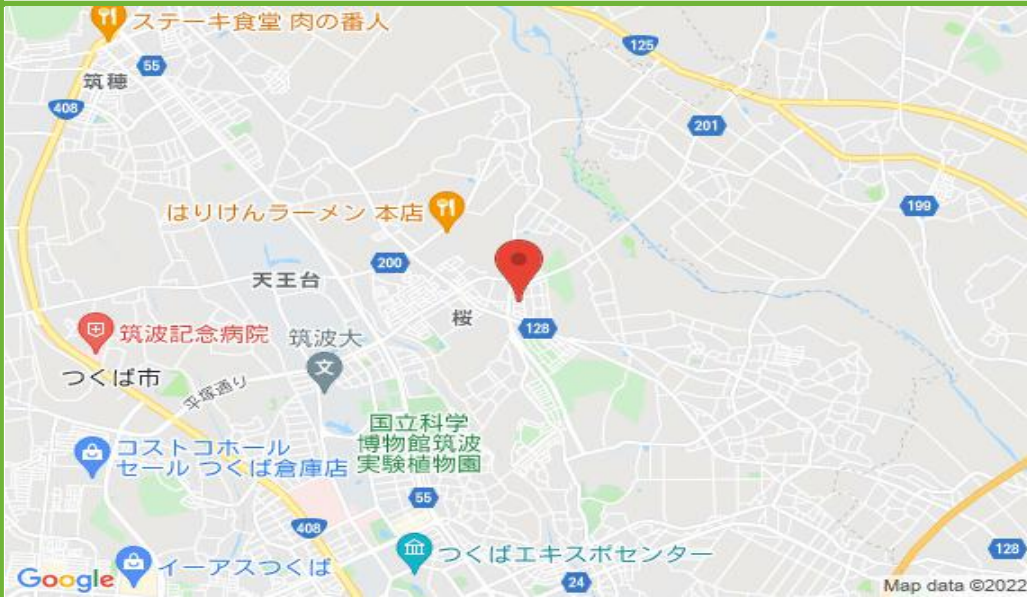 ステーキ食堂 肉の番人
125
55
筑穂
408
201
はりけんラーメン 本店
199
200
天王台
桜
128
筑波記念病院
筑波大
文
つくば市
平塚通り
国立科学
博物館筑波
実験植物園
コストコホール
セール つくば倉庫店
55
408
つくばエキスポセンター
128
イーアスつくば
24
Google
Map data ©2022